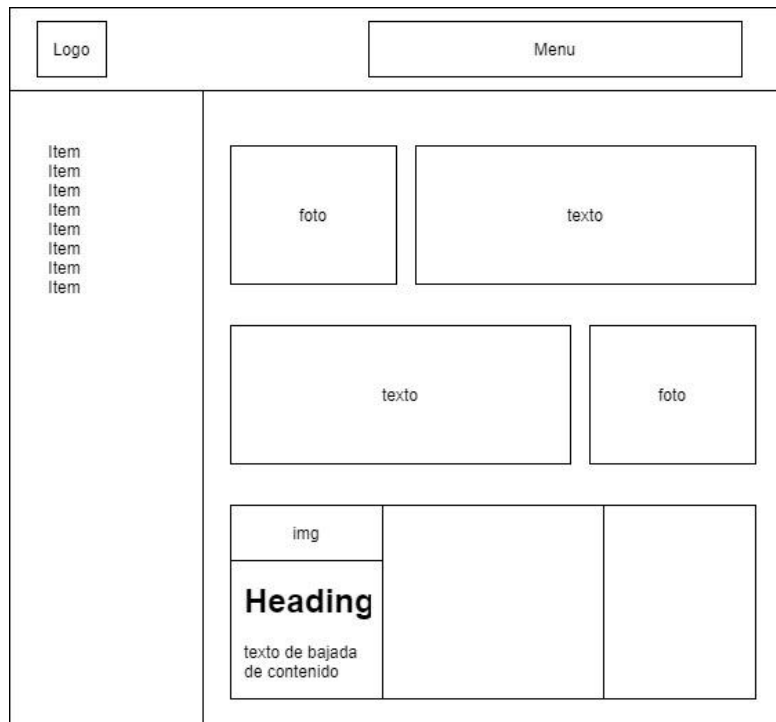 Logo
Menu
Item
Item
Item
Item
Item
Item
Item
Item
foto
texto
texto
foto
img
Heading
texto de bajada
de contenido